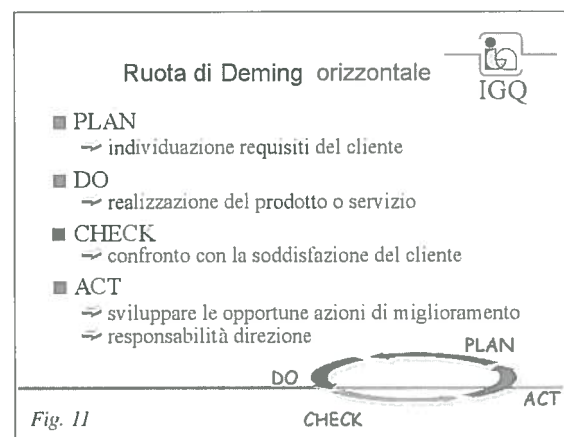 Ruota di Deming orizzontale
IGQ
PLAN
individuazione requisiti del cliente
DO
realizzazione del prodotto o servizio
CHECK
confronto con la soddisfazione del cliente
ACT
sviluppare le opportune azioni di miglioramento
responsabilità direzione
PLAN
DO
ACT
CHECK
Fig. 11